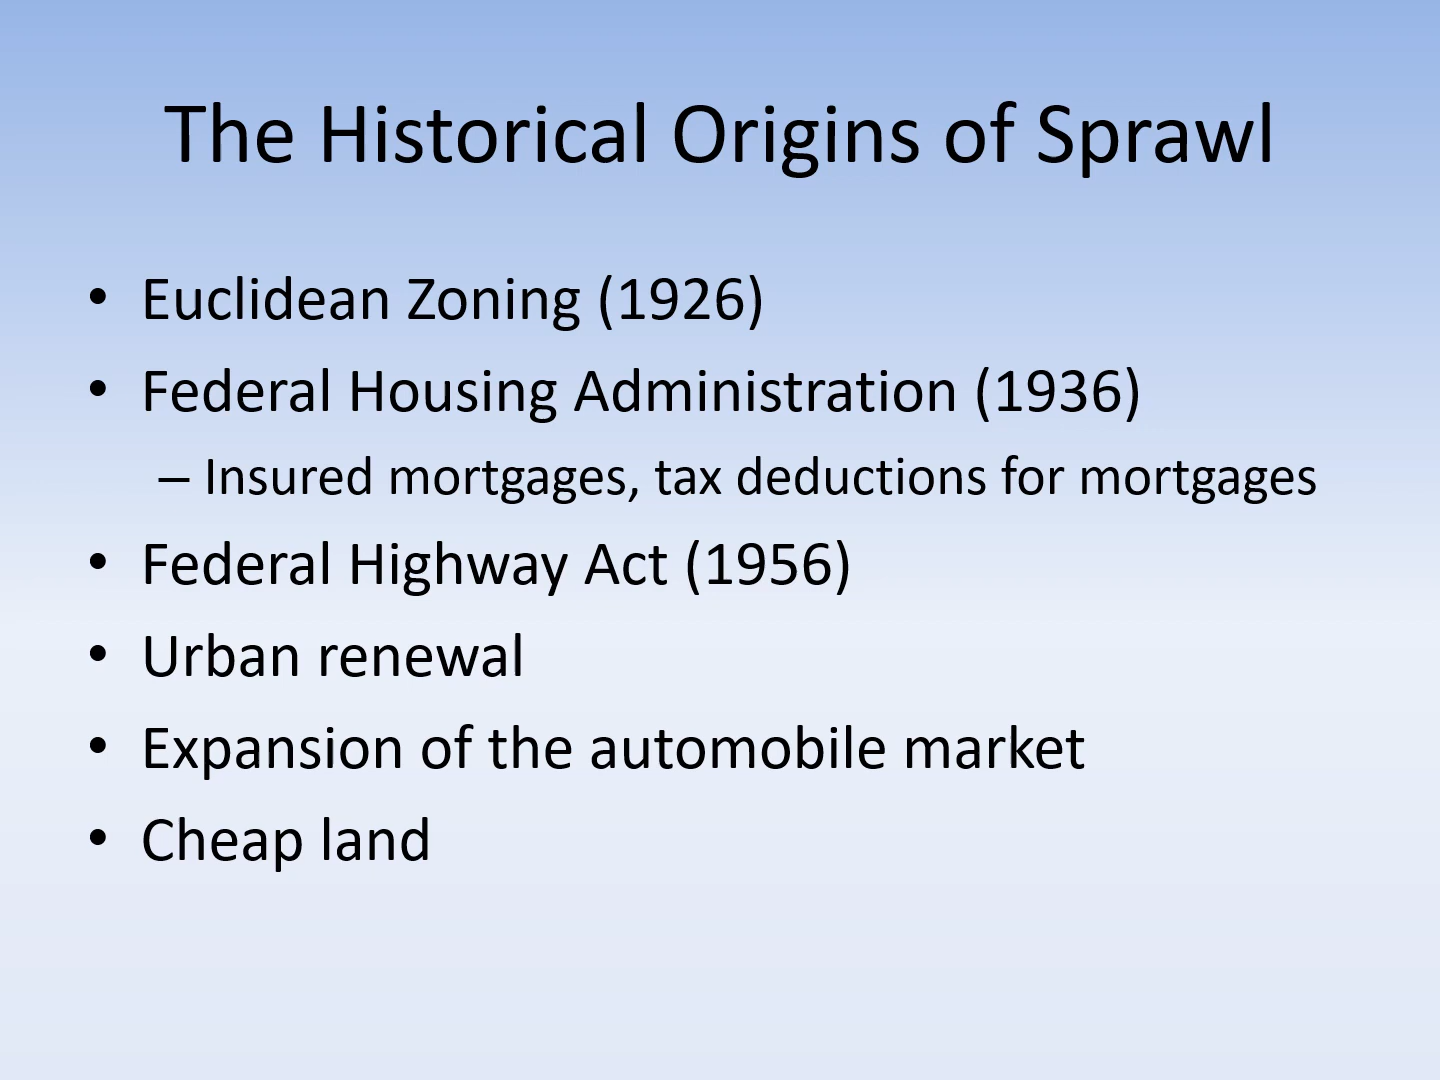 The Historical Origins of Sprawl
• Euclidean Zoning (1926)
• Federal Housing Administration (1936)
– Insured mortgages, tax deductions for mortgages
• Federal Highway Act (1956)
• Urban renewal
• Expansion of the automobile market
• Cheap land